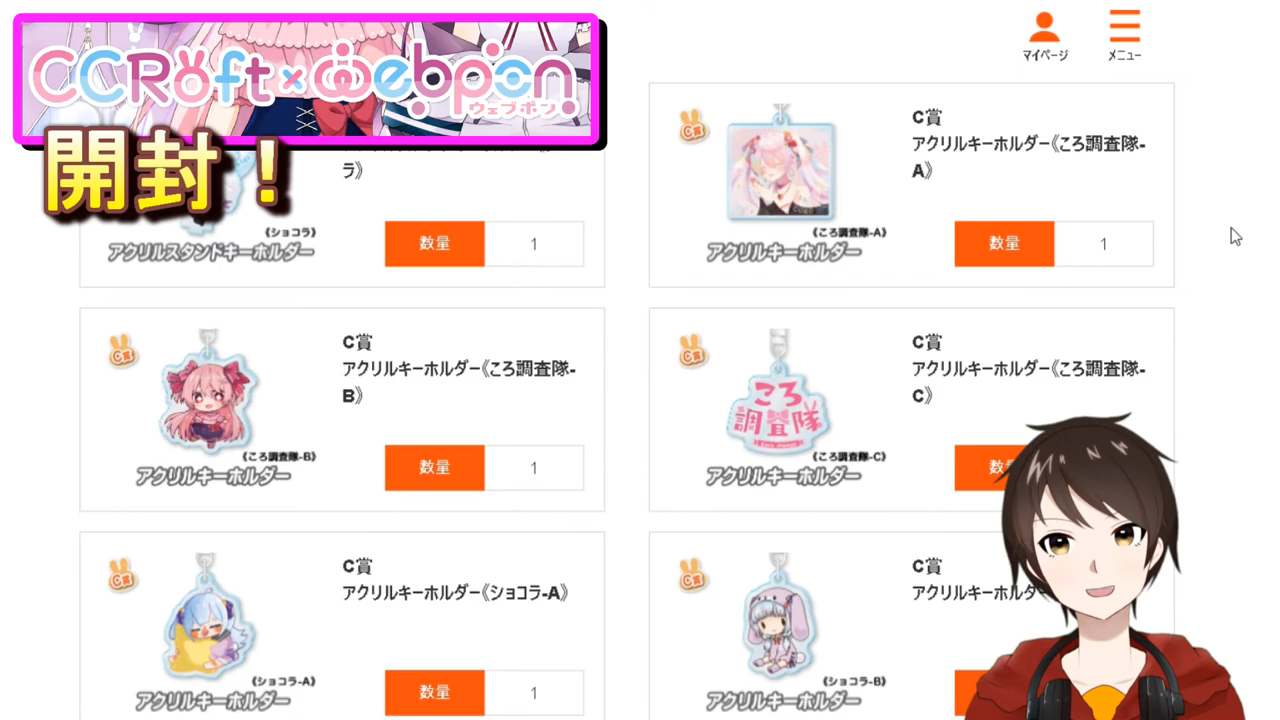 CCRaft×webpon
ウェブポン
開封！
マイページ
メニュー
ラ》
《ショコラ》
アクリルスタンドキーホルダー
数量
1
C賞
C賞
アクリルキーホルダー《ころ調査隊-
A》
《ころ調査隊-A》
アクリルキーホルダー
数量
1
C賞
C賞
アクリルキーホルダー《ころ調査隊-
B》
《ころ調査隊-B》
アクリルキーホルダー
数量
1
C賞
C賞
アクリルキーホルダー《ころ調査隊-
C》
ころ
調査隊
《ころ調査隊-C》
アクリルキーホルダー
数
C賞
C賞
アクリルキーホルダー《ショコラ-A》
《ショコラ-A》
アクリルキーホルダー
数量
1
C賞
C賞
アクリルキーホルダー
《ショコラ-B》
アクリルキーホルダー